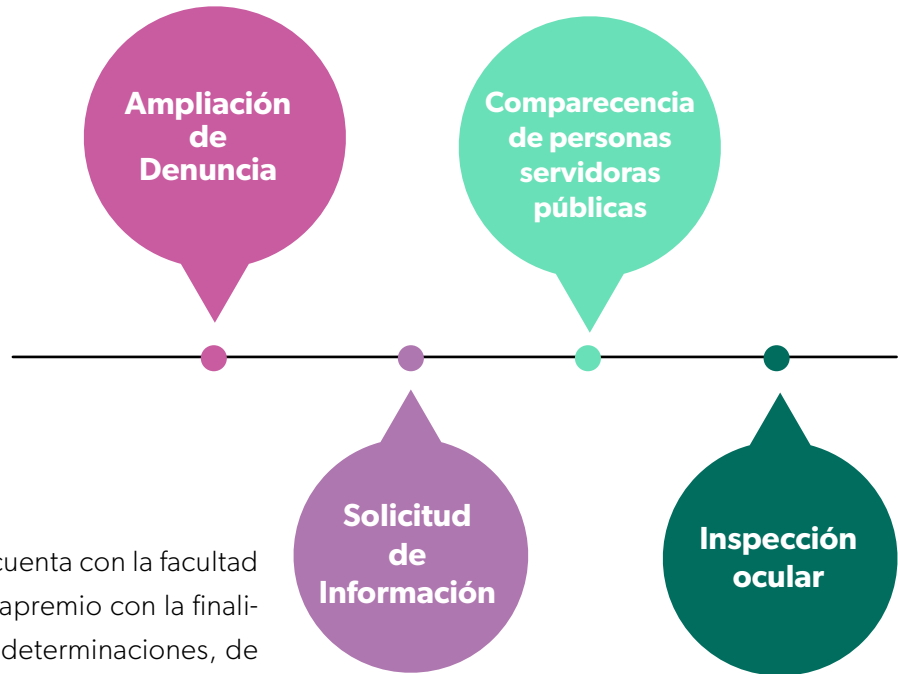 Ampliación
de
Denuncia
Comparecencia
de personas
servidoras
públicas
Solicitud
de
Información
Inspección
ocular
cuenta con la facultad
apremio con la finali-
determinaciones, de